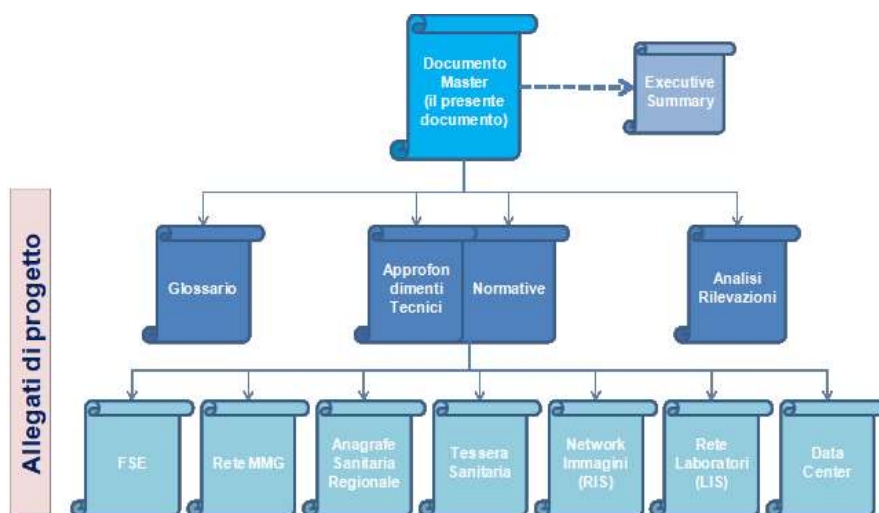 Documento
Master
(il presente
documento)
Executive
Summary
Allegati di progetto
Glossario
Approfon
dimenti
Tecnici
Normative
Analisi
Rilevazioni
FSE
Rete MMG
Anagrafe
Sanitaria
Regionale
Tessera
Sanitaria
Network
Immagini
(RIS)
Rete
Laboratori
(LIS)
Data
Center